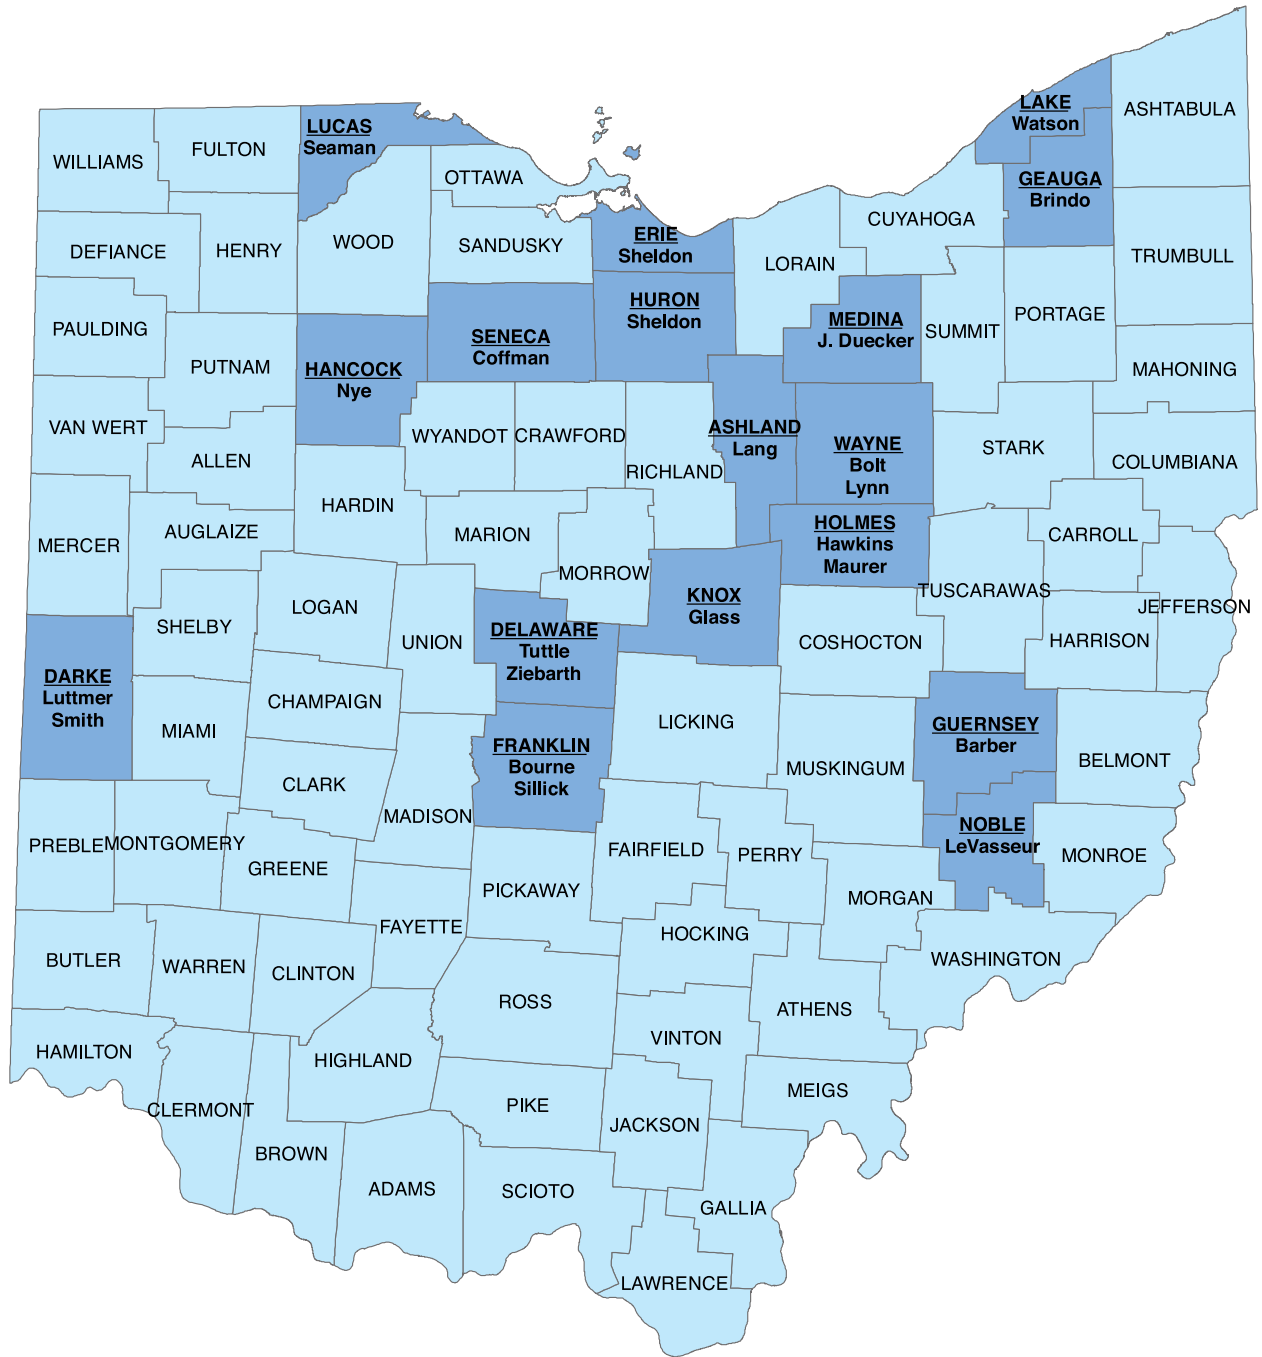 LAKE
Watson
ASHTABULA
LUCAS
Seaman
FULTON
WILLIAMS
OTTAWA
GEAUGA
Brindo
CUYAHOGA
ERIE
Sheldon
WOOD
SANDUSKY
HENRY
DEFIANCE
LORAIN
TRUMBULL
HURON
Sheldon
MEDINA
J. Duecker
SUMMIT
PORTAGE
PAULDING
SENECA
Coffman
PUTNAM
HANCOCK
Nye
MAHONING
VAN WERT
WYANDOT
CRAWFORD
ASHLAND
Lang
WAYNE
Bolt
Lynn
STARK
ALLEN
RICHLAND
COLUMBIANA
HARDIN
AUGLAIZE
MARION
HOLMES
Hawkins
Maurer
CARROLL
MERCER
MORROW
TUSCARAWAS
KNOX
Glass
LOGAN
JEFFERSON
SHELBY
UNION
DELAWARE
Tuttle
Ziebarth
COSHOCTON
HARRISON
DARKE
Luttmer
Smith
CHAMPAIGN
MIAMI
LICKING
GUERNSEY
Barber
FRANKLIN
Bourne
Sillick
MUSKINGUM
BELMONT
CLARK
MADISON
NOBLE
LeVasseur
PREBLE
MONTGOMERY
GREENE
FAIRFIELD
PERRY
MONROE
PICKAWAY
MORGAN
FAYETTE
HOCKING
BUTLER
WARREN
CLINTON
WASHINGTON
ROSS
ATHENS
VINTON
HAMILTON
HIGHLAND
MEIGS
CLERMONT
PIKE
JACKSON
BROWN
ADAMS
SCIOTO
GALLIA
LAWRENCE